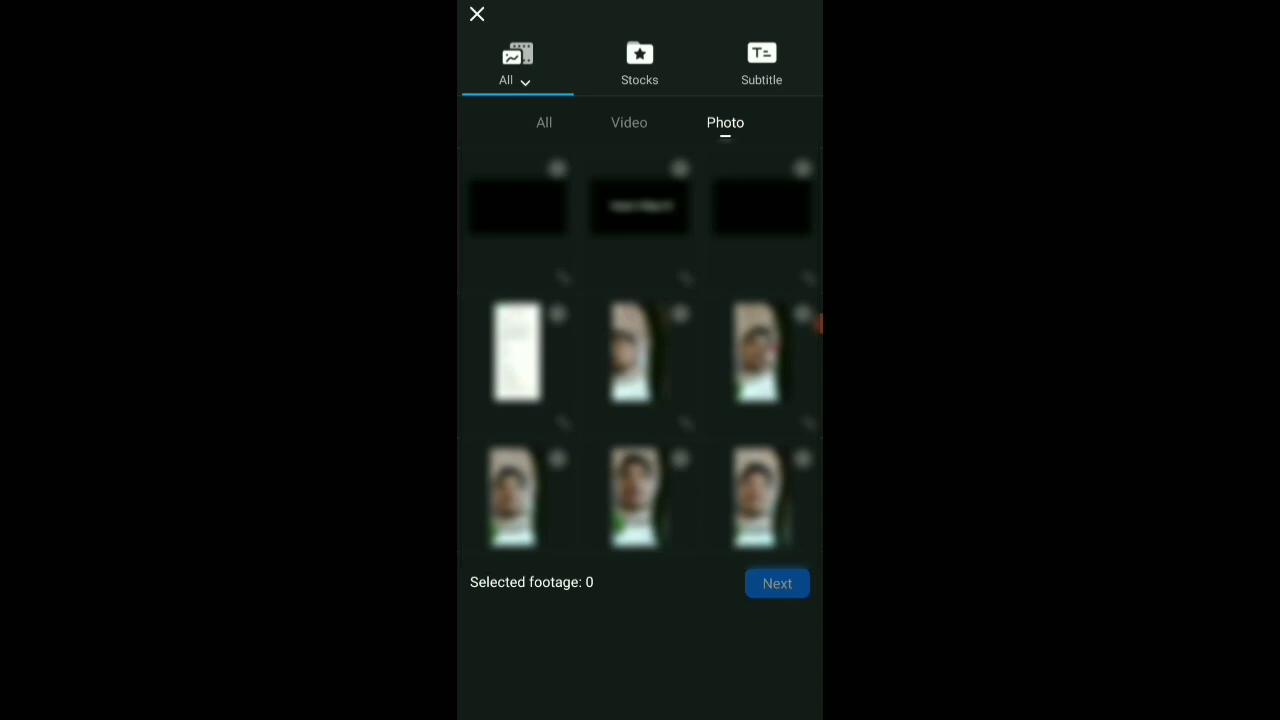 All
Stocks
Subtitle
All
Video
Photo
Selected footage: 0
Next